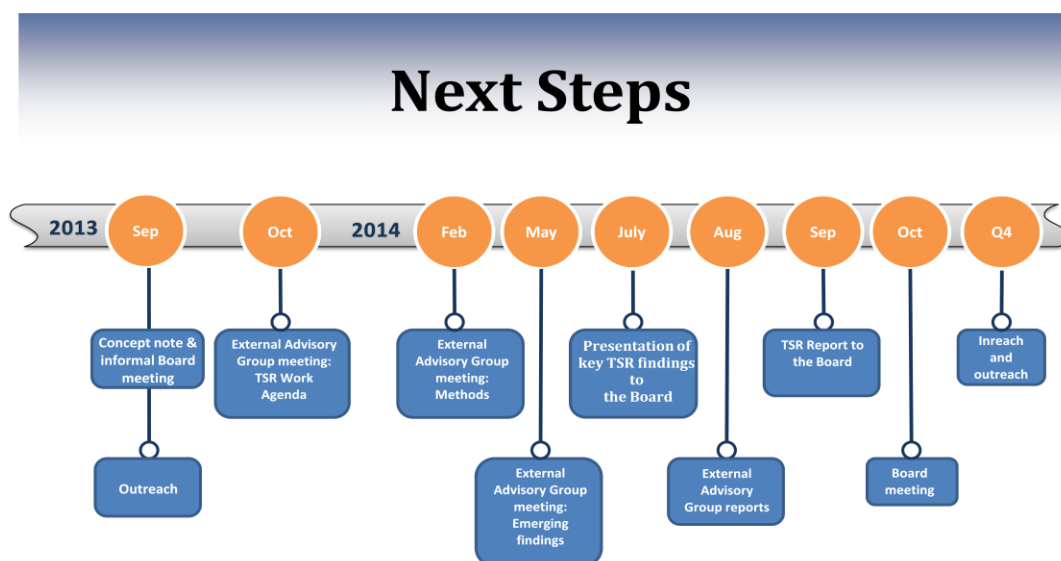 Next Steps
2013
Sep
Oct
2014
Feb
May
July
Aug
Sep
Oct
Q4
Concept note &
informal Board
meeting
Outreach
External Advisory
Group meeting:
TSR Work
Agenda
External
Advisory Group
meeting:
Methods
External
Advisory Group
meeting:
Emerging
findings
Presentation of
key TSR findings
to
the Board
External
Advisory
Group reports
TSR Report to
the Board
Board
meeting
Inreach
and
outreach